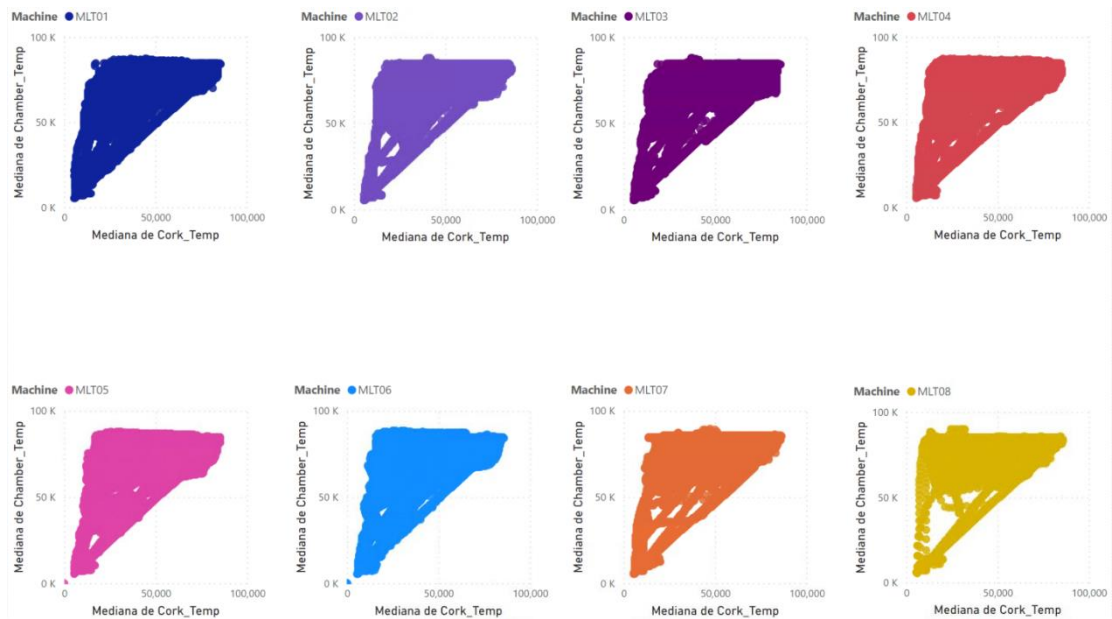 Machine MLT01
100 K
50 K
0 K
0 50,000 100,000
Mediana de Chamber_Temp
Mediana de Cork_Temp
Machine MLT02
100 K
50 K
0 K
0 50,000 100,000
Mediana de Chamber_Temp
Mediana de Cork_Temp
Machine MLT03
100 K
50 K
0 K
0 50,000 100,000
Mediana de Chamber_Temp
Mediana de Cork_Temp
Machine MLT04
100 K
50 K
0 K
0 50,000 100,000
Mediana de Chamber_Temp
Mediana de Cork_Temp
Machine MLT05
100 K
50 K
0 K
0 50,000 100,000
Mediana de Chamber_Temp
Mediana de Cork_Temp
Machine MLT06
100 K
50 K
0 K
0 50,000 100,000
Mediana de Chamber_Temp
Mediana de Cork_Temp
Machine MLT07
100 K
50 K
0 K
0 50,000 100,000
Mediana de Chamber_Temp
Mediana de Cork_Temp
Machine MLT08
100 K
50 K
0 K
0 50,000 100,000
Mediana de Chamber_Temp
Mediana de Cork_Temp